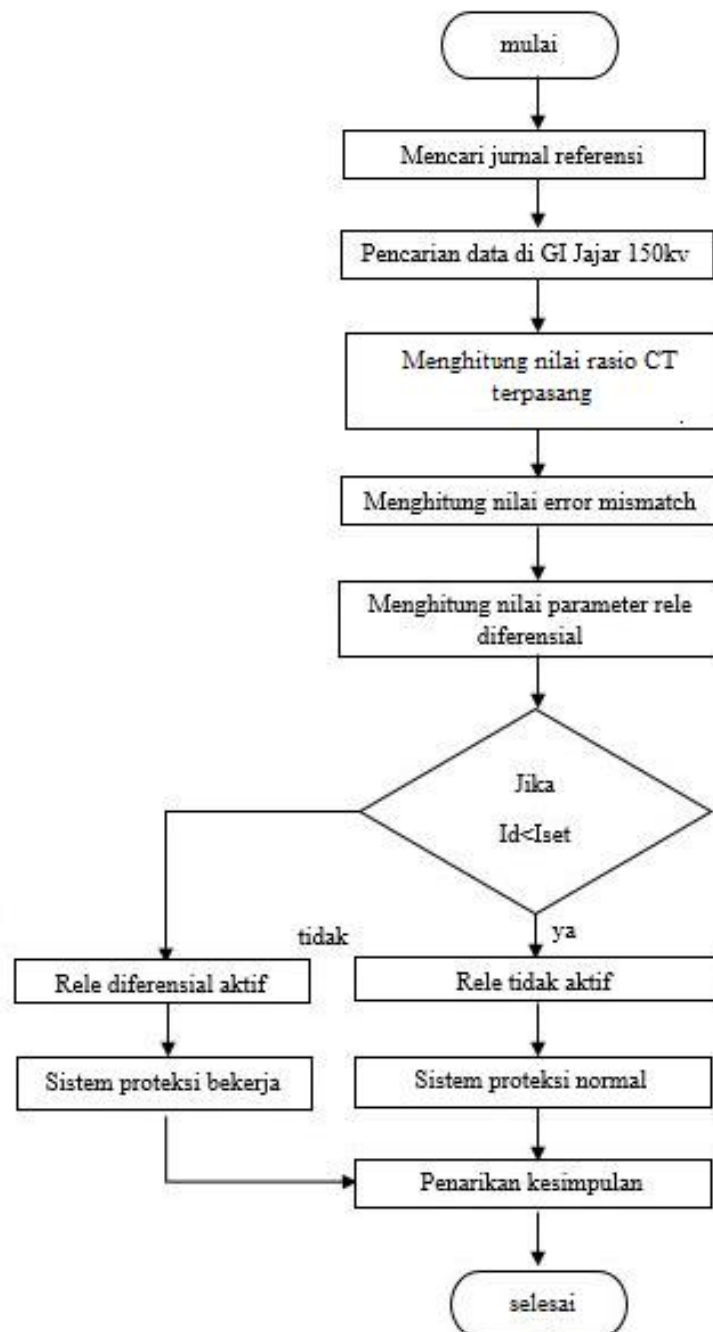 mulai
Mencari jurnal referensi
Pencarian data di GI Jajar 150kv
Menghitung nilai rasio CT
terpasang
Menghitung nilai error mismatch
Menghitung nilai parameter rele
diferensial
Jika
Id<Iset
tidak
ya
Rele diferensial aktif
Rele tidak aktif
Sistem proteksi bekerja
Sistem proteksi normal
Penarikan kesimpulan
selesai